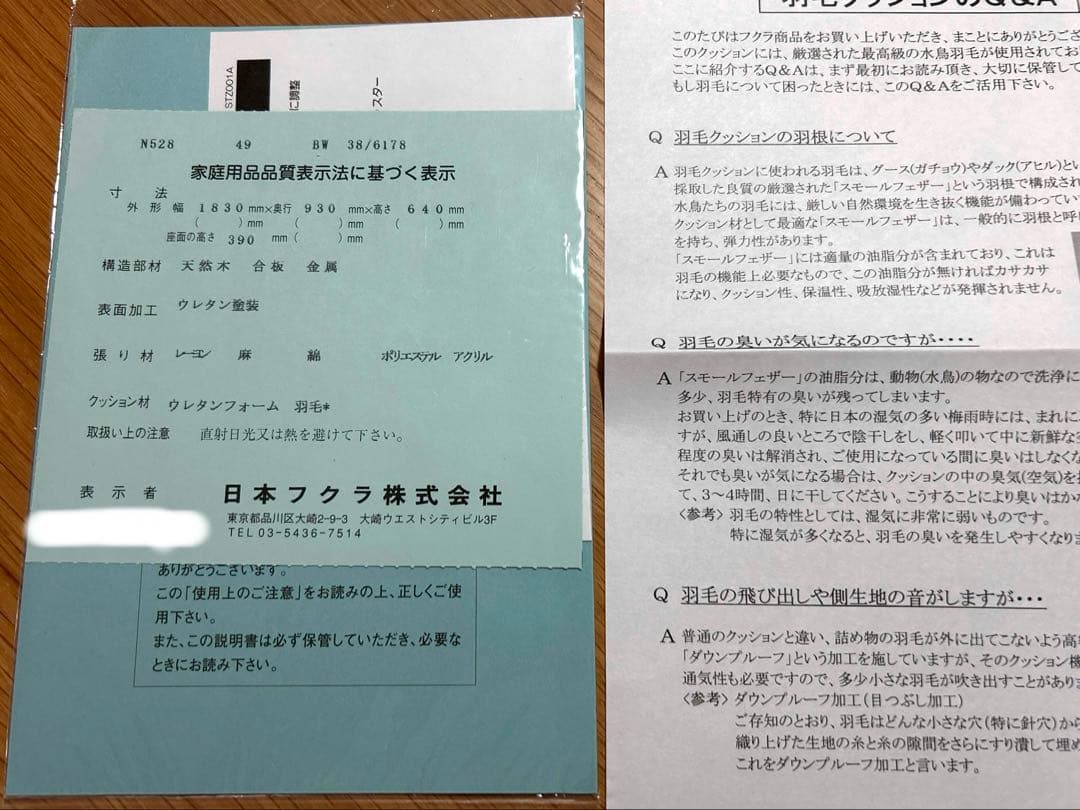 STZ001A
に調整
スター
N528 49 BW 38/6178
家庭用品品質表示法に基づく表示
寸 法
外形 幅 1830 mm×奥行 930 mm×高さ 640 mm
( ) mm ( ) mm ( ) mm
座面の高さ 390 mm ( ) mm
構造部材 天然木 合板 金属
表面加工 ウレタン塗装
張り材 レーヨン 麻 綿 ポリエステル アクリル
クッション材 ウレタンフォーム 羽毛*
取扱い上の注意 直射日光又は熱を避けて下さい。
表示者 日本フクラ株式会社
東京都品川区大崎2-9-3 大崎ウエストシティビル3F
TEL 03-5436-7514
ありがとうございます。
この「使用上のご注意」をお読みの上、正しくご使
用下さい。
また、この説明書は必ず保管していただき、必要な
ときにお読み下さい。
羽毛クッションのQ&A
このたびはフクラ商品をお買い上げいただき、まことにありがとうござ
このクッションには、厳選された最高級の水鳥羽毛が使用されてお
ここに紹介するQ&Aは、まず最初にお読み頂き、大切に保管して
もし羽毛について困ったときには、このQ&Aをご活用下さい。
Q 羽毛クッションの羽根について
A 羽毛クッションに使われる羽毛は、グース(ガチョウ)やダック(アヒル)とい
採取した良質の厳選された「スモールフェザー」という羽根で構成され
水鳥たちの羽毛には、厳しい自然環境を生き抜く機能が備わってい
クッション材として最適な「スモールフェザー」は、一般的に羽根と呼
を持ち、弾力性があります。
「スモールフェザー」には適量の油脂分が含まれており、これは
羽毛の機能上必要なもので、この油脂分が無ければカサカサ
になり、クッション性、保温性、吸放湿性などが発揮されません。
Q 羽毛の臭いが気になるのですが・・・・
A 「スモールフェザー」の油脂分は、動物(水鳥)の物なので洗浄に
多少、羽毛特有の臭いが残ってしまいます。
お買い上げのとき、特に日本の湿気の多い梅雨時には、まれに
すが、風通しの良いところで陰干しをし、軽く叩いて中に新鮮な
程度の臭いは解消され、ご使用になっている間に臭いはしなくな
それでも臭いが気になる場合は、クッションの中の臭気(空気)を
て、3〜4時間、日に干してください。こうすることにより臭いはか
〈参考〉 羽毛の特性としては、湿気に非常に弱いものです。
特に湿気が多くなると、羽毛の臭いを発生しやすくなりま
Q 羽毛の飛び出しや側生地の音がしますが・・・
A 普通のクッションと違い、詰め物の羽毛が外に出てこないよう高
「ダウンプルーフ」という加工を施していますが、そのクッション機
通気性も必要ですので、多少小さな羽毛が吹き出すことがありま
〈参考〉 ダウンプルーフ加工(目つぶし加工)
ご存知のとおり、羽毛はどんな小さな穴(特に針穴)から
織り上げた生地の糸と糸の隙間をさらにすり潰して埋め
これをダウンプルーフ加工と言います。